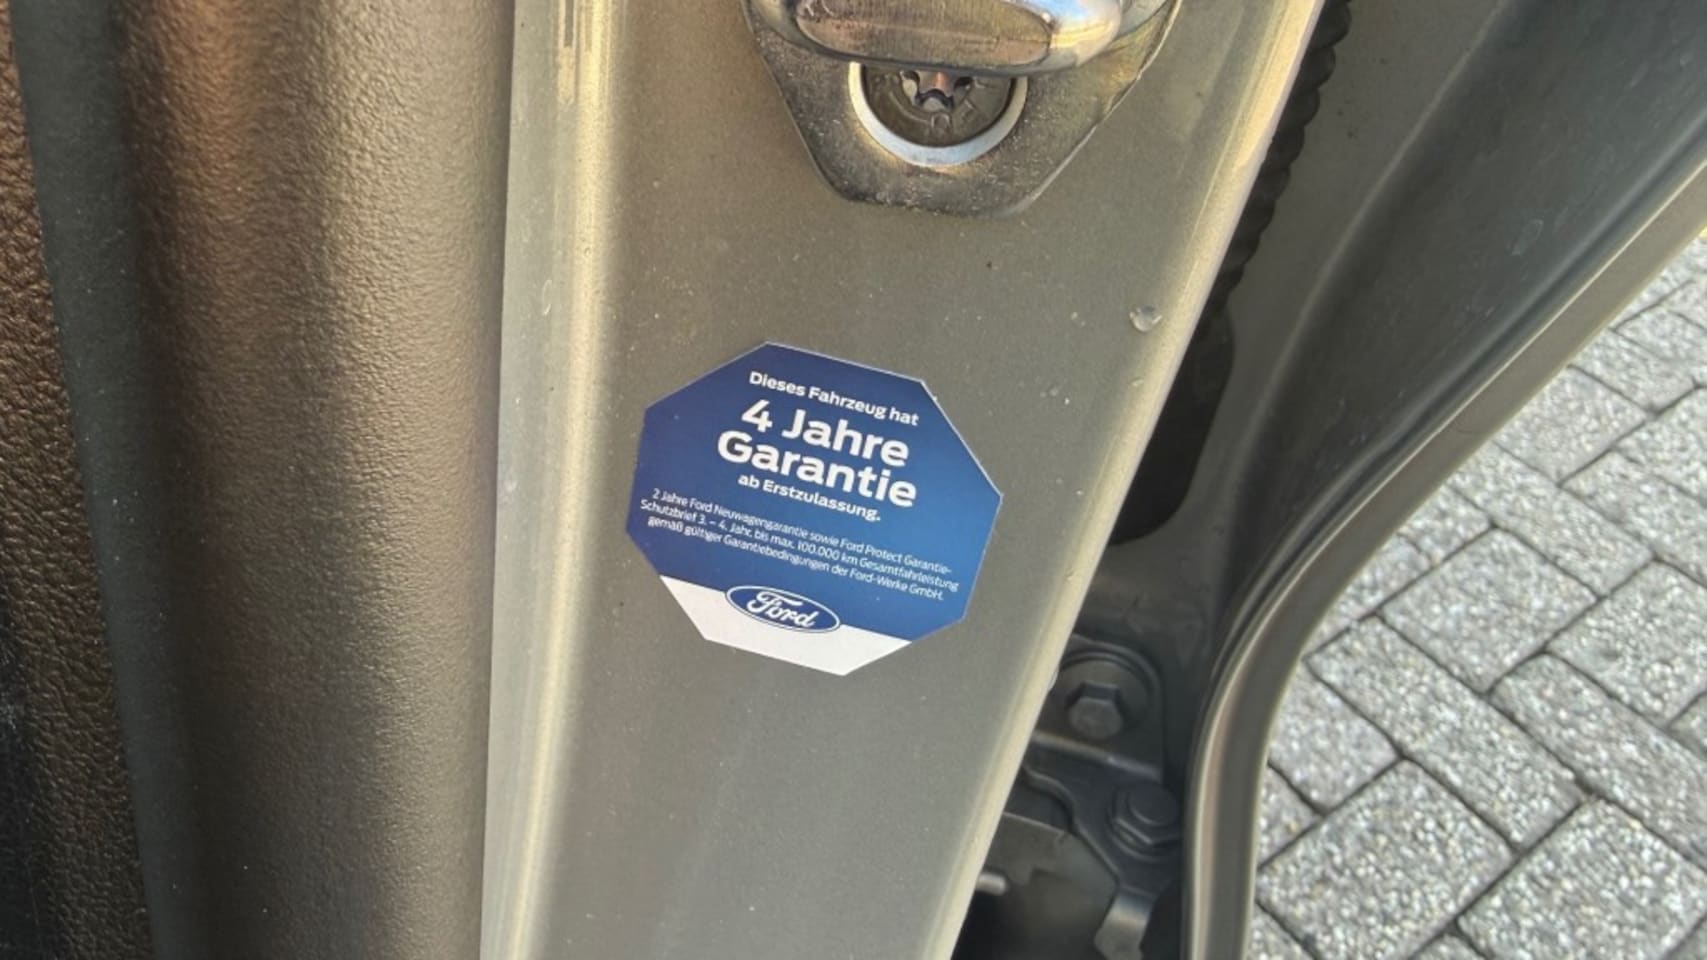 Dieses Fahrzeug hat
4 Jahre
Garantie
ab Erstzulassung.
2 Jahre Ford Neuwagengarantie sowie Ford Protect Garantie-
Schutzbrief 3. – 4. Jahr, bis max. 100.000 km Gesamtfahrleistung
gemäß gültiger Garantiebedingungen der Ford-Werke GmbH.
Ford